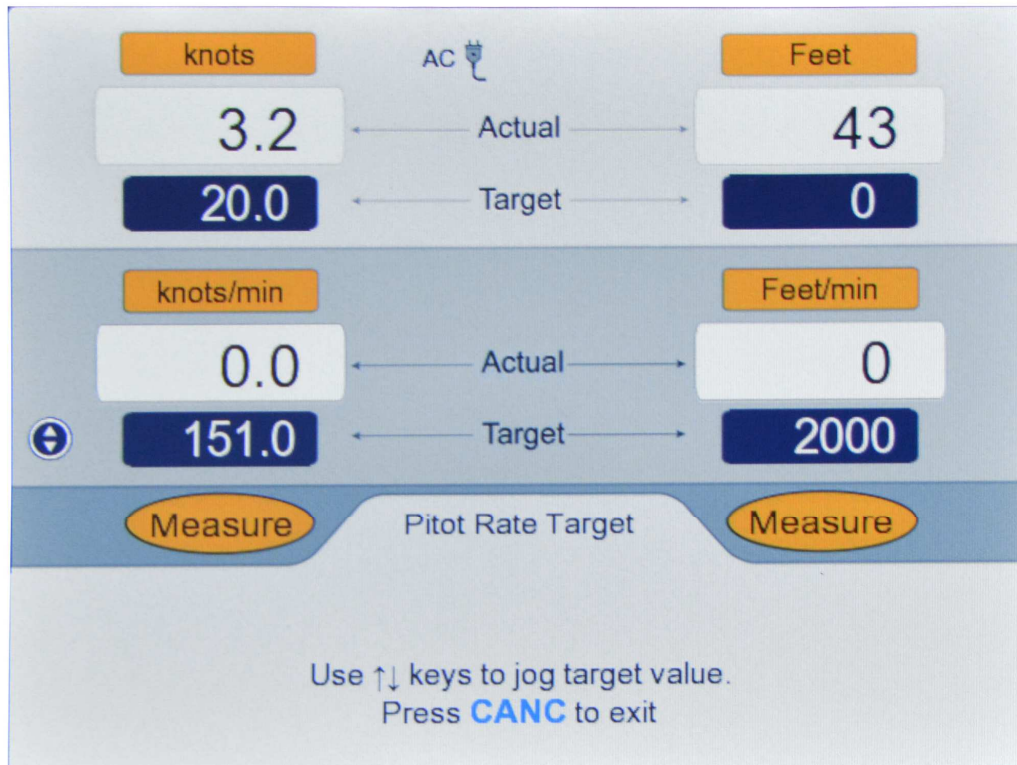 knots AC Feet
3.2 Actual 43
20.0 Target 0
knots/min Feet/min
0.0 Actual 0
151.0 Target 2000
Measure Pitot Rate Target Measure
Use ↑↓ keys to jog target value.
Press CANC to exit